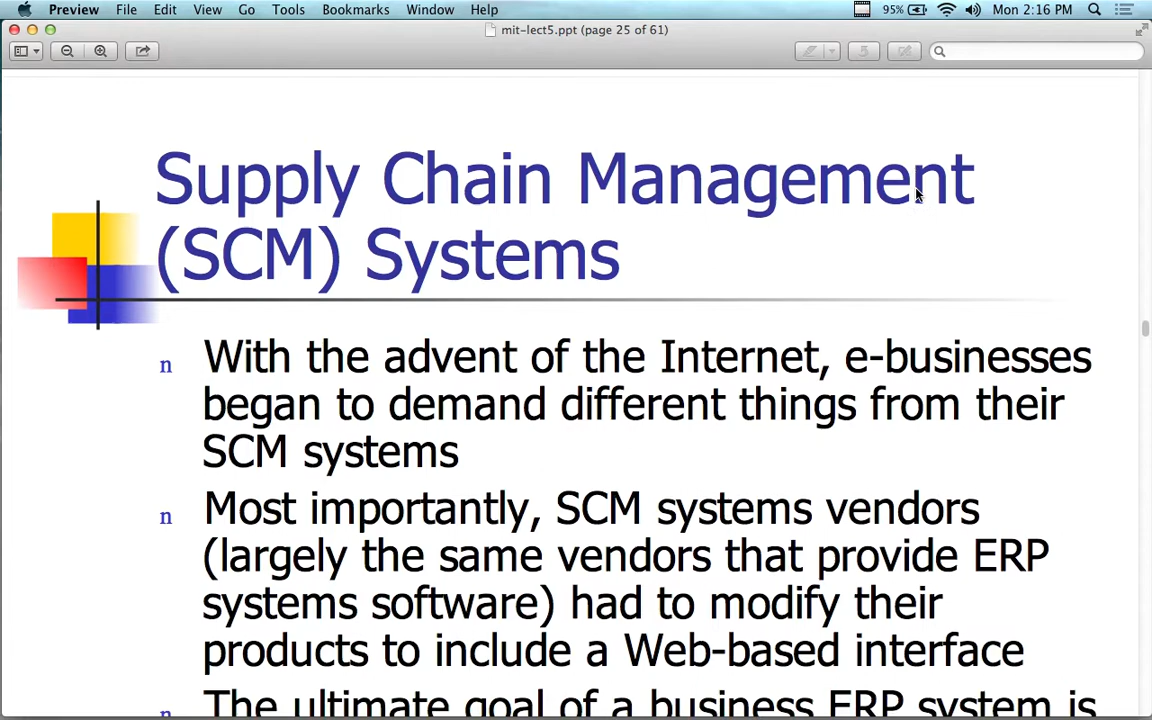 Preview File Edit View Go Tools Bookmarks Window Help 95% Mon 2:16 PM
mit-lect5.ppt (page 25 of 61)
Supply Chain Management
(SCM) Systems
n With the advent of the Internet, e-businesses
began to demand different things from their
SCM systems
n Most importantly, SCM systems vendors
(largely the same vendors that provide ERP
systems software) had to modify their
products to include a Web-based interface
n The ultimate goal of a business ERP system is